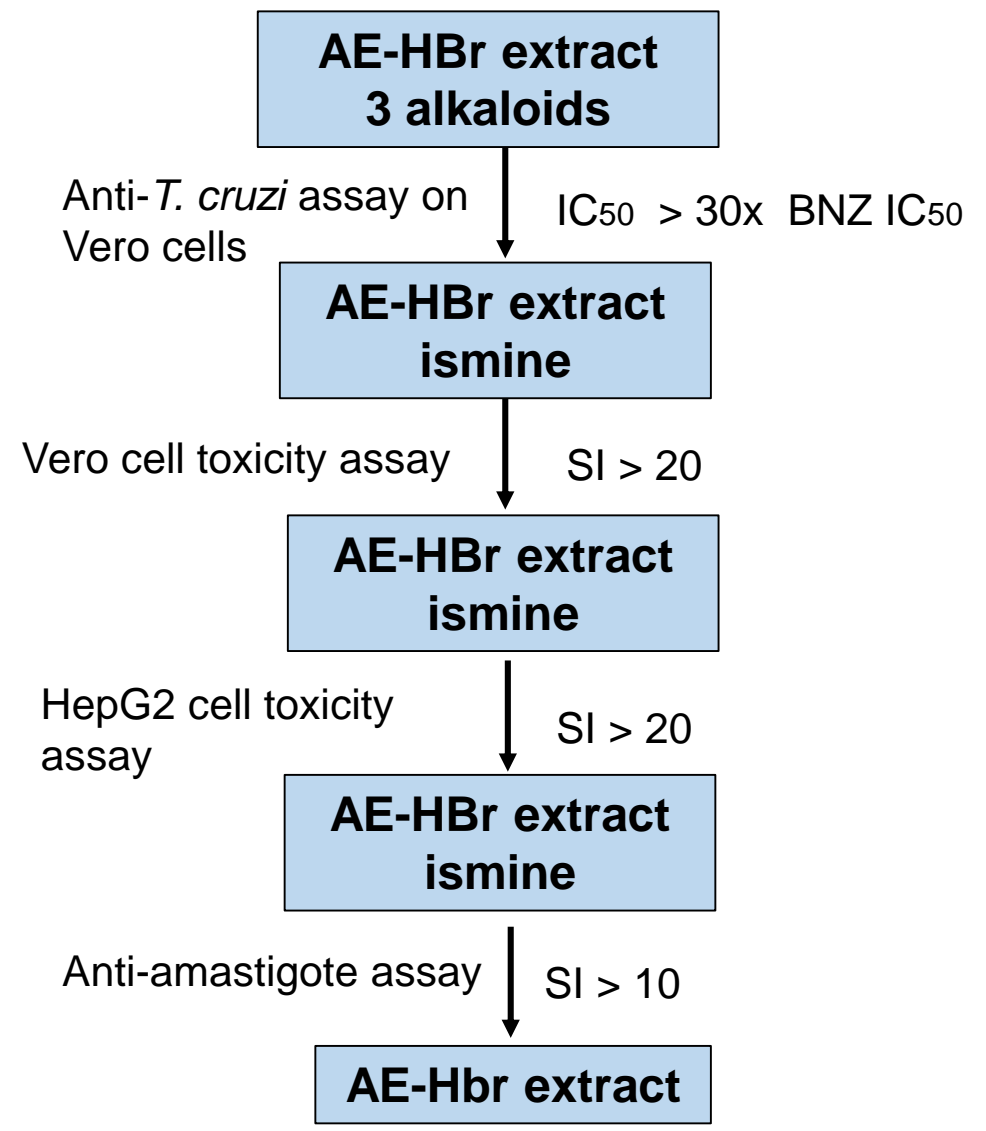 AE-HBr extract
3 alkaloids
Anti-T. cruzi assay on
Vero cells
IC50 > 30x BNZ IC50
AE-HBr extract
ismine
Vero cell toxicity assay
SI > 20
AE-HBr extract
ismine
HepG2 cell toxicity
assay
SI > 20
AE-HBr extract
ismine
Anti-amastigote assay
SI > 10
AE-Hbr extract